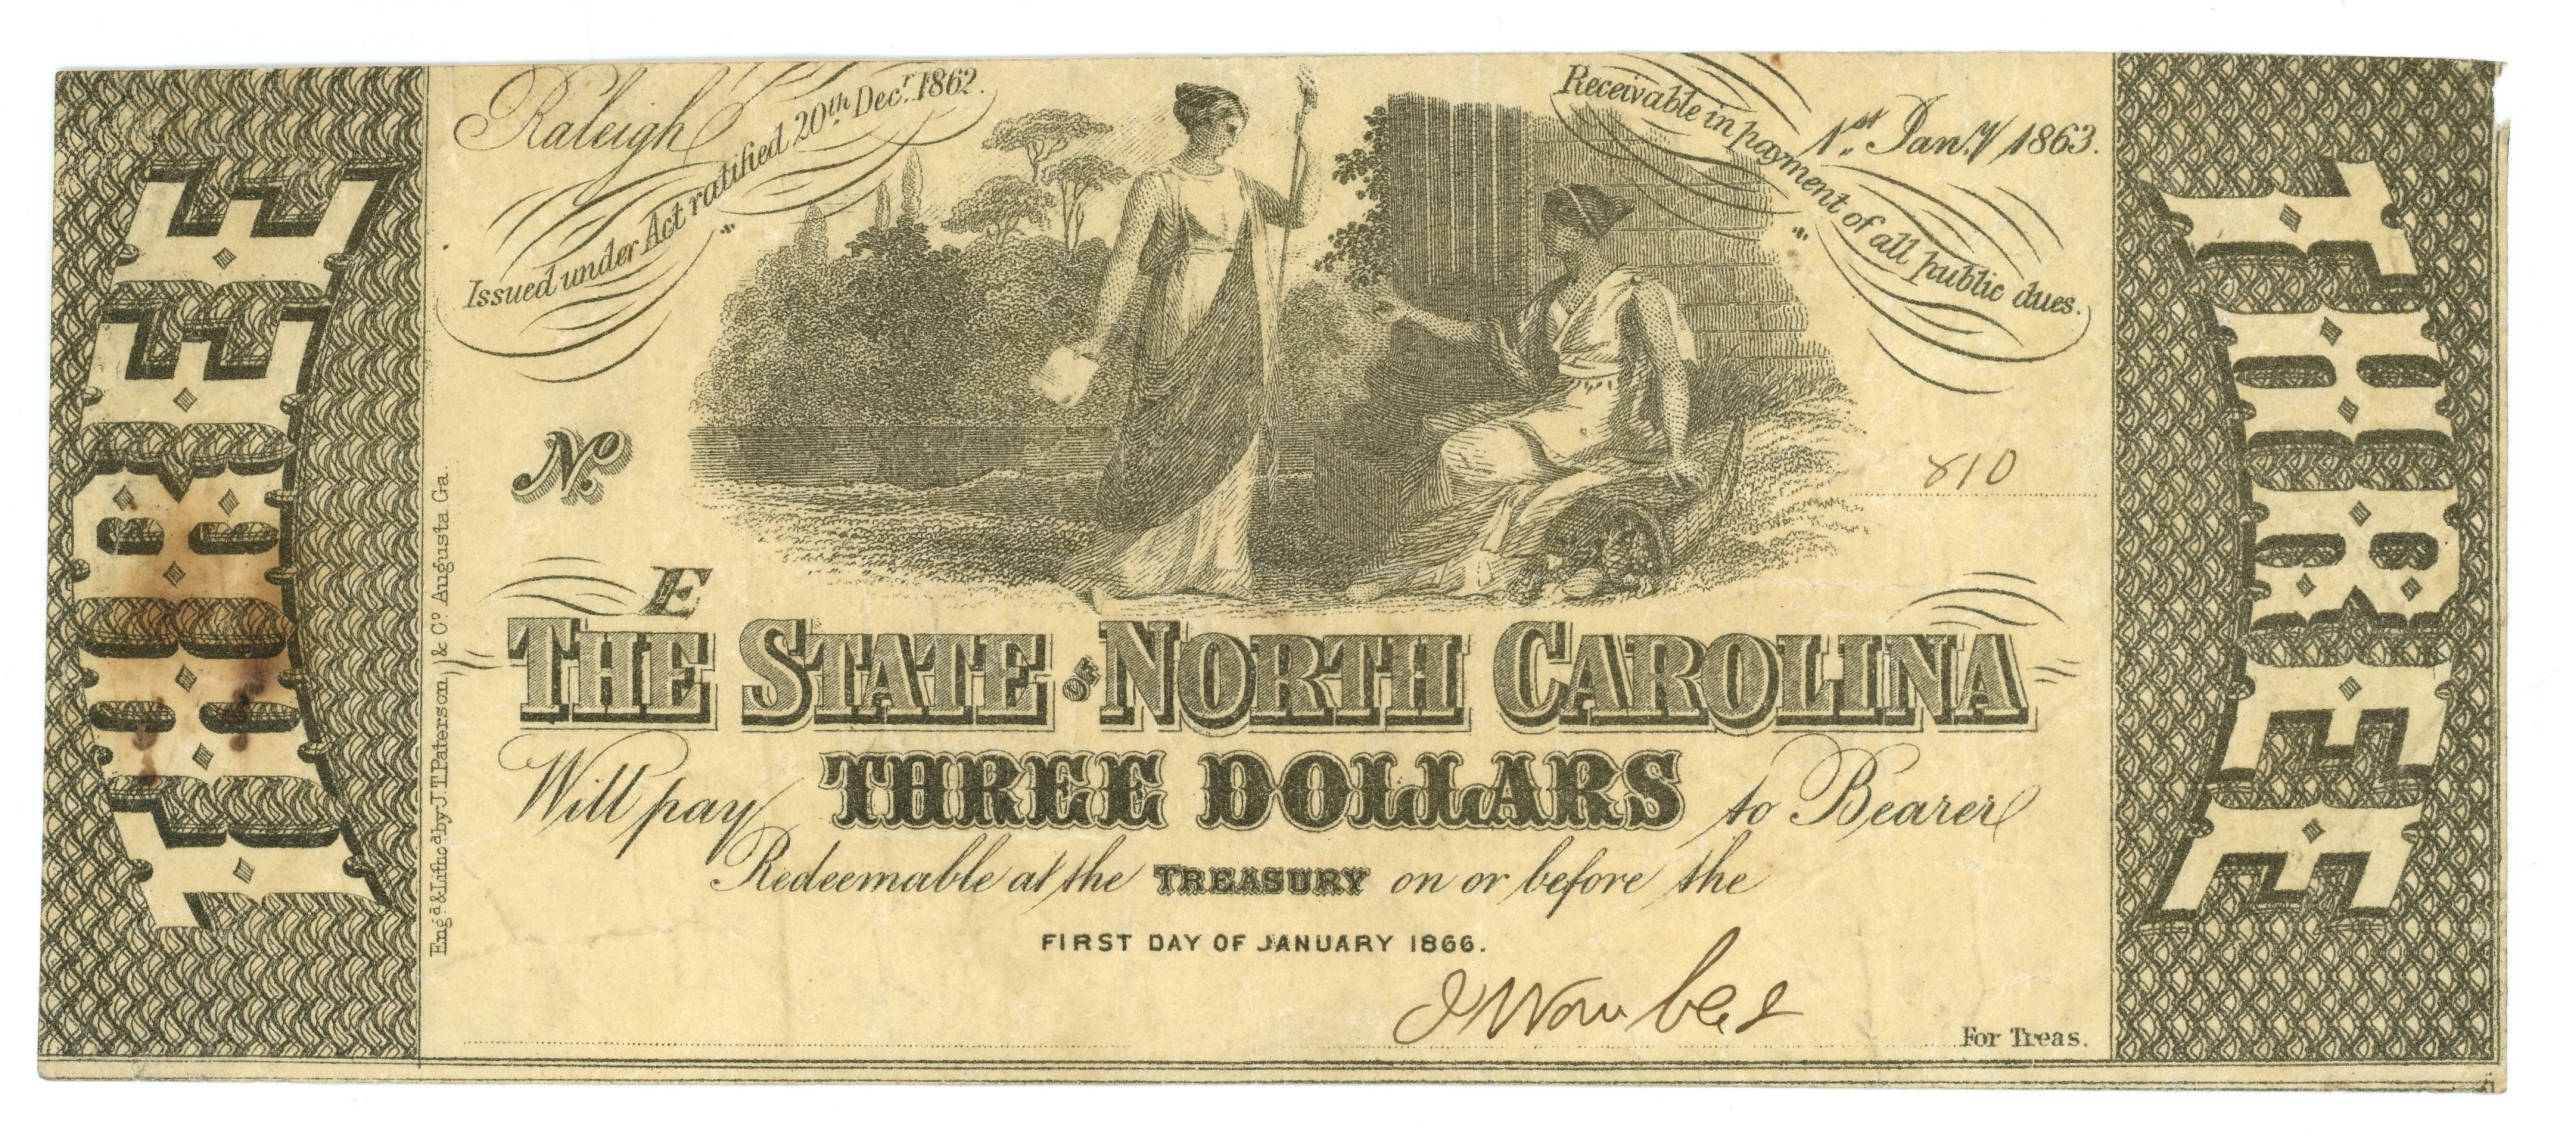 Raleigh
Issued under Act ratified 20th Decr. 1862.
Receivable in payment of all public dues.
1st Jany 1863.
No
810
E
THE STATE OF NORTH CAROLINA
Will pay THREE DOLLARS to Bearer
Redeemable at the TREASURY on or before the
FIRST DAY OF JANUARY 1866.
For Treas.
Engd & Lithod by J.T. Paterson & Co Augusta Ga.
THREE
THREE